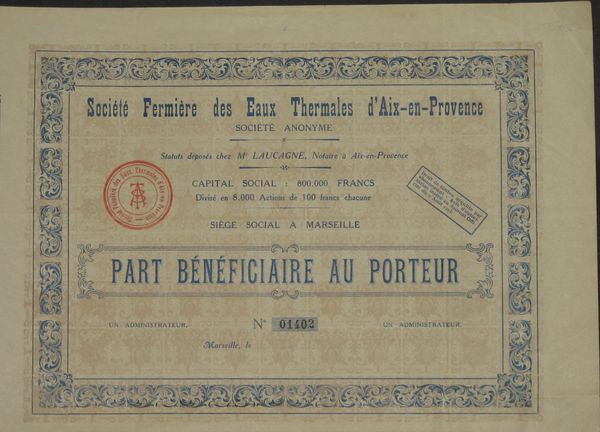 Société Fermière des Eaux Thermales d'Aix-en-Provence
SOCIÉTÉ ANONYME
Statuts déposés chez Me LAUCAGNE, Notaire à Aix-en-Provence
CAPITAL SOCIAL : 800.000 FRANCS
Divisé en 8.000 Actions de 100 francs chacune
SIÈGE SOCIAL A MARSEILLE
PART BÉNÉFICIAIRE AU PORTEUR
UN ADMINISTRATEUR.
No 01402
UN ADMINISTRATEUR.
Marseille, le